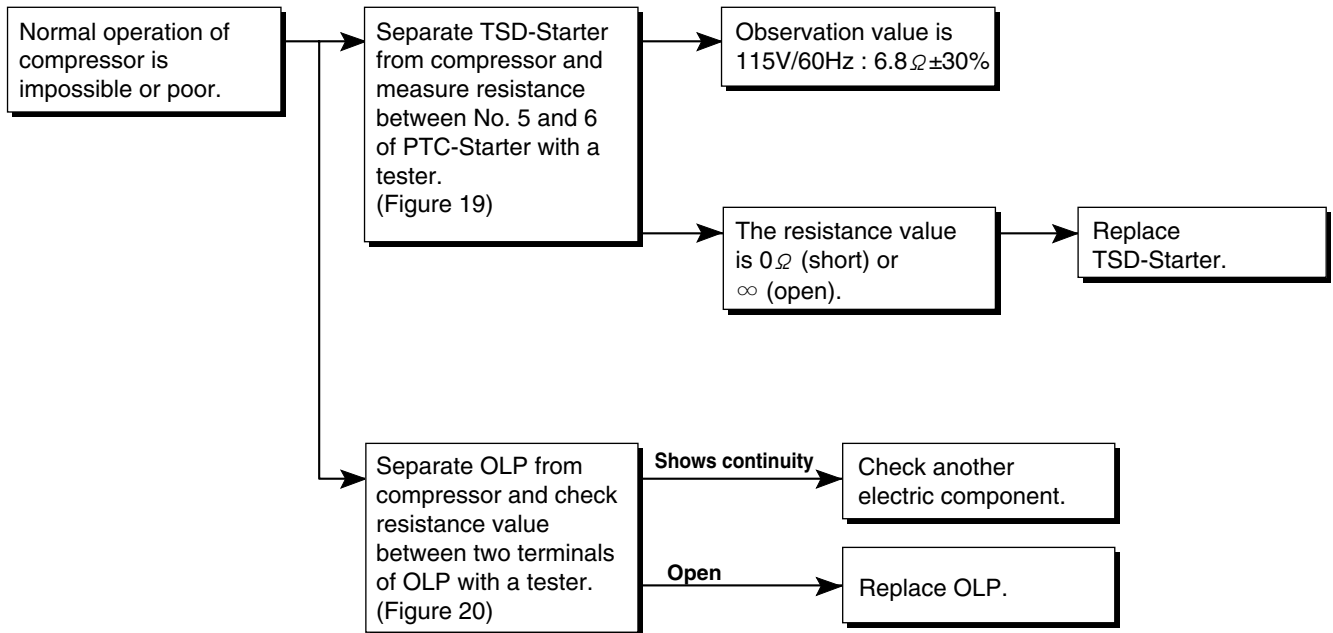 Normal operation of
compressor is
impossible or poor.
Separate TSD-Starter
from compressor and
measure resistance
between No. 5 and 6
of PTC-Starter with a
tester.
(Figure 19)
Observation value is
115V/60Hz : 6.8Ω±30%
The resistance value
is 0Ω (short) or
∞ (open).
Replace
TSD-Starter.
Separate OLP from
compressor and check
resistance value
between two terminals
of OLP with a tester.
(Figure 20)
Shows continuity
Check another
electric component.
Open
Replace OLP.